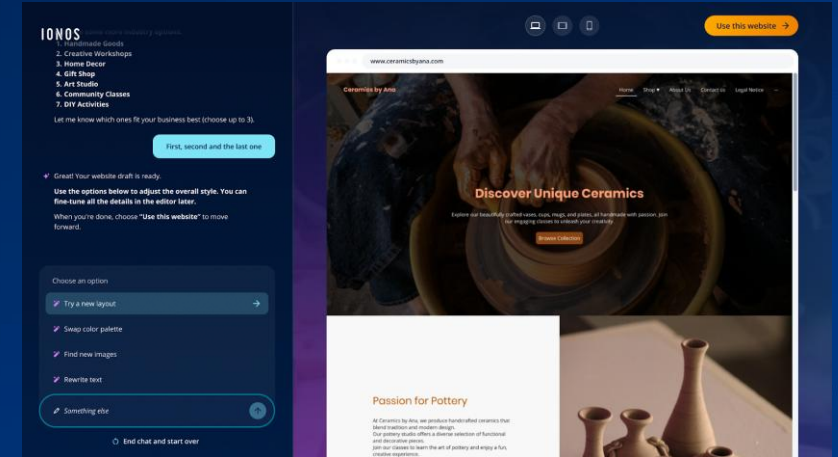 IONOS
1. Handmade Goods
2. Creative Workshops
3. Home Decor
4. Gift Shop
5. Art Studio
6. Community Classes
7. DIY Activities
Let me know which ones fit your business best (choose up to 3).
First, second and the last one
Great! Your website draft is ready.
Use the options below to adjust the overall style. You can
fine-tune all the details in the editor later.
When you're done, choose "Use this website" to move
forward.
Choose an option
Try a new layout
Swap color palette
Find new images
Rewrite text
Something else
End chat and start over
Use this website
www.ceramicsbyana.com
Ceramics by Ana
Home Shop About Us Contact us Legal Notice
Discover Unique Ceramics
Explore our beautifully crafted vases, cups, mugs, and plates, all handmade with passion. Join
our engaging classes to unleash your creativity.
Browse Collection
Passion for Pottery
At Ceramics by Ana, we produce handcrafted ceramics that
blend tradition and modern design.
Our pottery studio offers a diverse selection of functional
and decorative pieces.
Join our classes to learn the art of pottery and enjoy a fun,
creative experience.